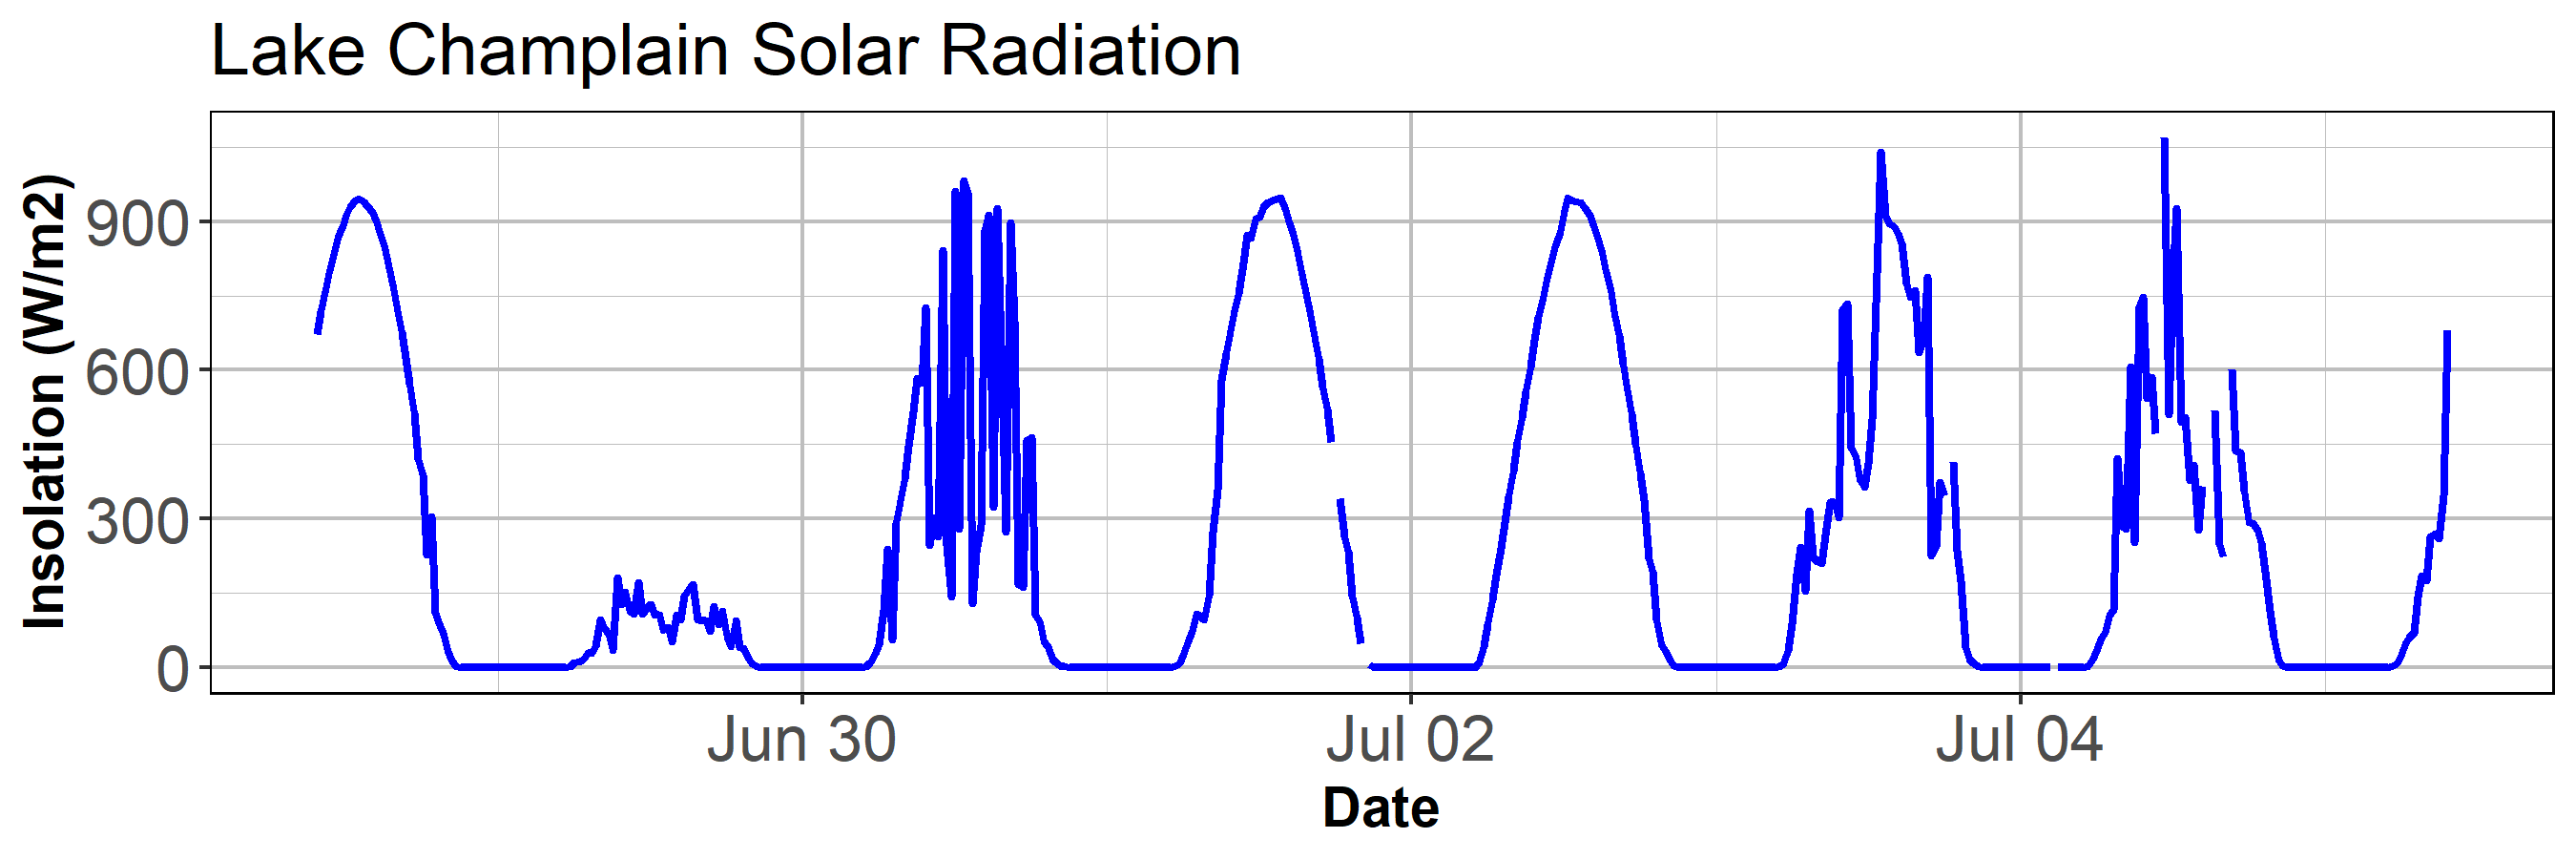 Lake Champlain Solar Radiation
Insolation (W/m2)
900
600
300
0
Jun 30 Jul 02 Jul 04
Date